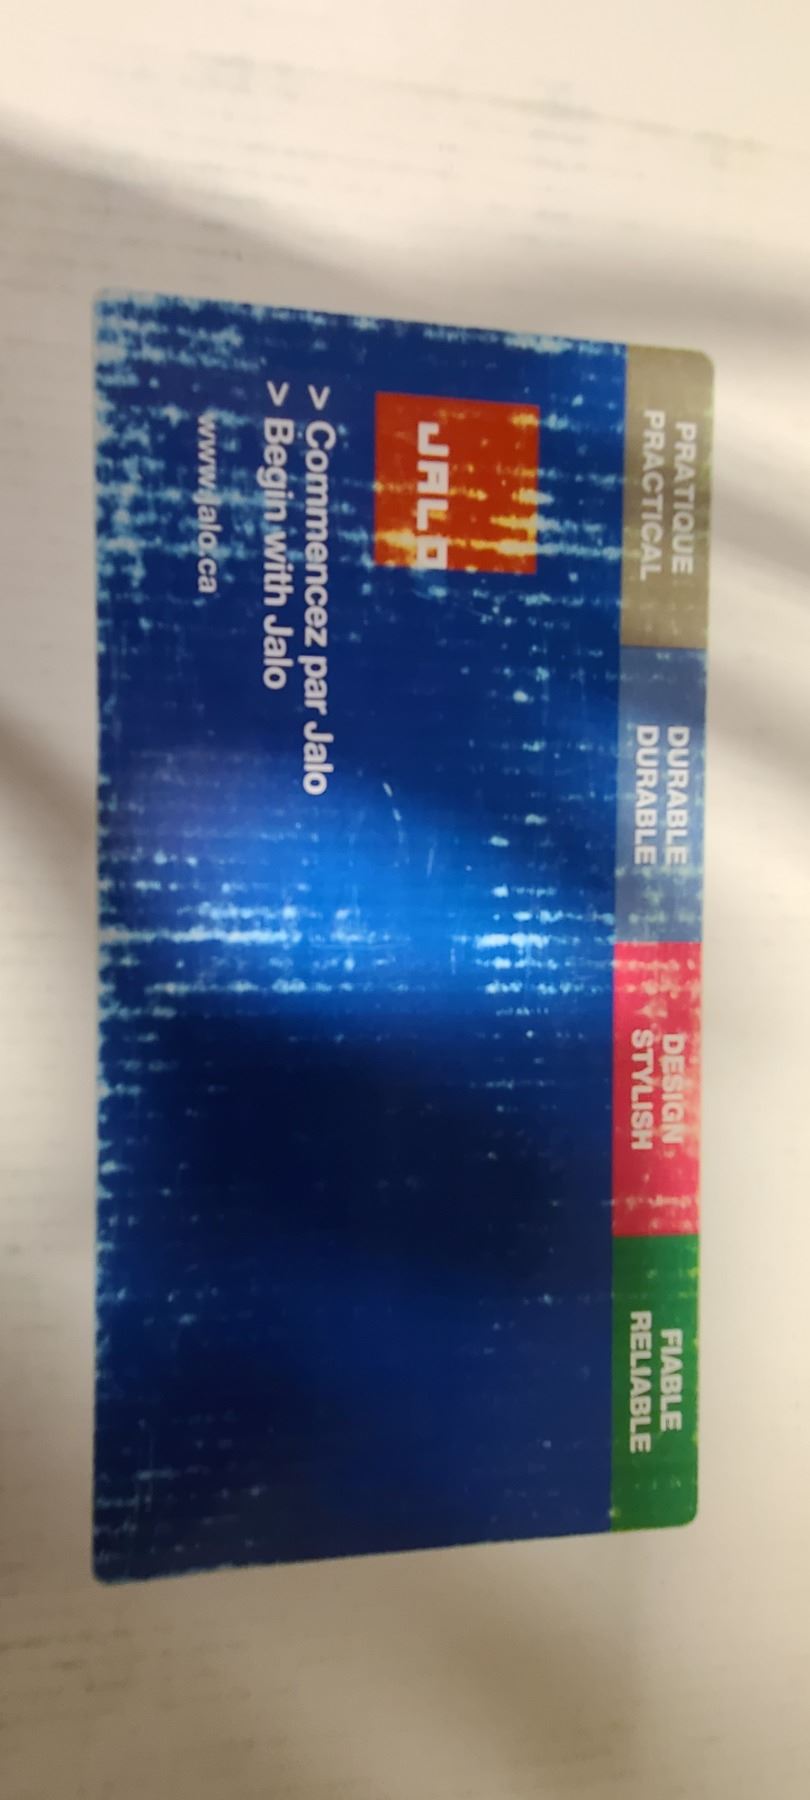 PRATIQUE
PRACTICAL
DURABLE
DURABLE
DESIGN
STYLISH
FIABLE
RELIABLE
JALO
> Commencez par Jalo
> Begin with Jalo
www.jalo.ca